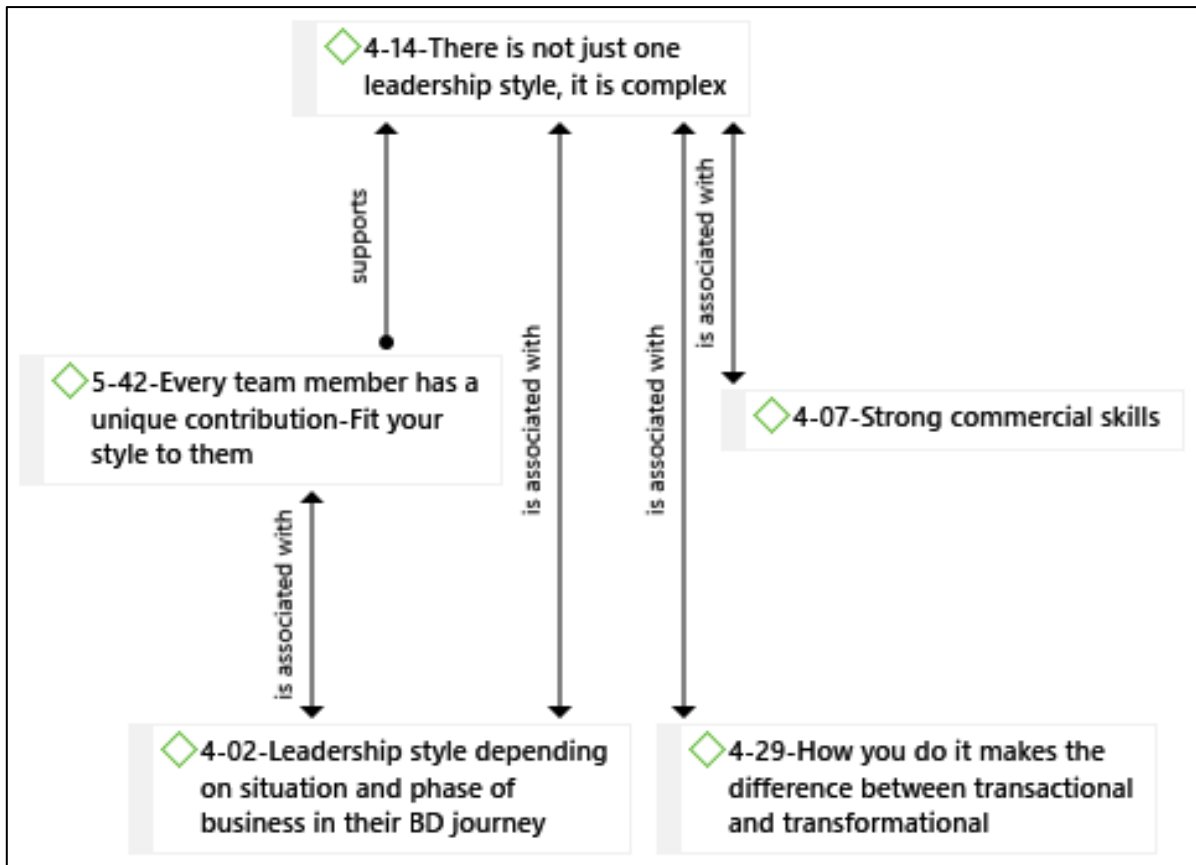 4-14-There is not just one
leadership style, it is complex
supports
is associated with
is associated with
is associated with
5-42-Every team member has a
unique contribution-Fit your
style to them
4-07-Strong commercial skills
is associated with
4-02-Leadership style depending
on situation and phase of
business in their BD journey
4-29-How you do it makes the
difference between transactional
and transformational